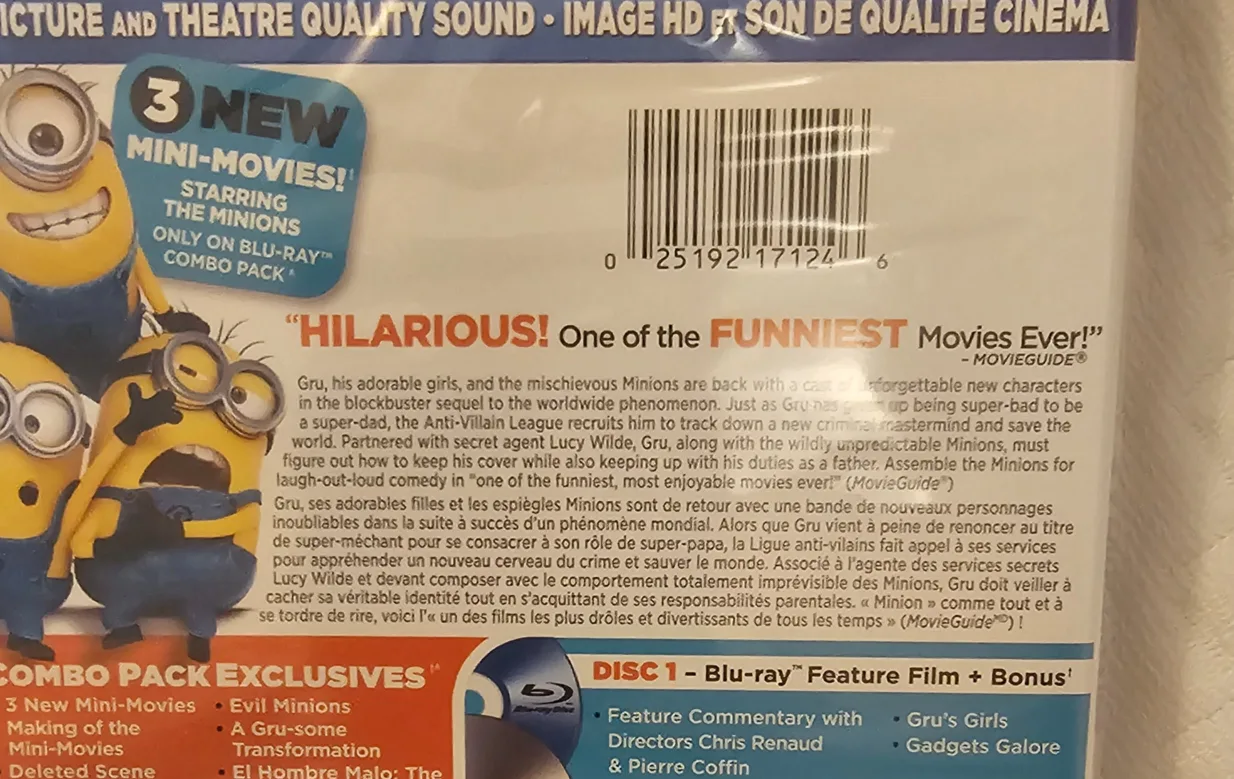 ICTURE AND THEATRE QUALITY SOUND • IMAGE HD ET SON DE QUALITÉ CINÉMA
3 NEW
MINI-MOVIES!
STARRING
THE MINIONS
ONLY ON BLU-RAY™
COMBO PACK
0 25192 17124 6
"HILARIOUS! One of the FUNNIEST Movies Ever!"
– MOVIEGUIDE®
Gru, his adorable girls, and the mischievous Minions are back with a cast of unforgettable new characters
in the blockbuster sequel to the worldwide phenomenon. Just as Gru has given up being super-bad to be
a super-dad, the Anti-Villain League recruits him to track down a new criminal mastermind and save the
world. Partnered with secret agent Lucy Wilde, Gru, along with the wildly unpredictable Minions, must
figure out how to keep his cover while also keeping up with his duties as a father. Assemble the Minions for
laugh-out-loud comedy in "one of the funniest, most enjoyable movies ever!" (MovieGuide®)
Gru, ses adorables filles et les espiègles Minions sont de retour avec une bande de nouveaux personnages
inoubliables dans la suite à succès d'un phénomène mondial. Alors que Gru vient à peine de renoncer au titre
de super-méchant pour se consacrer à son rôle de super-papa, la Ligue anti-vilains fait appel à ses services
pour appréhender un nouveau cerveau du crime et sauver le monde. Associé à l'agente des services secrets
Lucy Wilde et devant composer avec le comportement totalement imprévisible des Minions, Gru doit veiller à
cacher sa véritable identité tout en s'acquittant de ses responsabilités parentales. « Minion » comme tout et à
se tordre de rire, voici l'« un des films les plus drôles et divertissants de tous les temps » (MovieGuideMD) !
COMBO PACK EXCLUSIVES
3 New Mini-Movies
Making of the
Mini-Movies
Deleted Scene
• Evil Minions
• A Gru-some
Transformation
• El Hombre Malo: The
Blu-ray Disc
DISC 1 – Blu-ray™ Feature Film + Bonus†
• Feature Commentary with
Directors Chris Renaud
& Pierre Coffin
• Gru's Girls
• Gadgets Galore